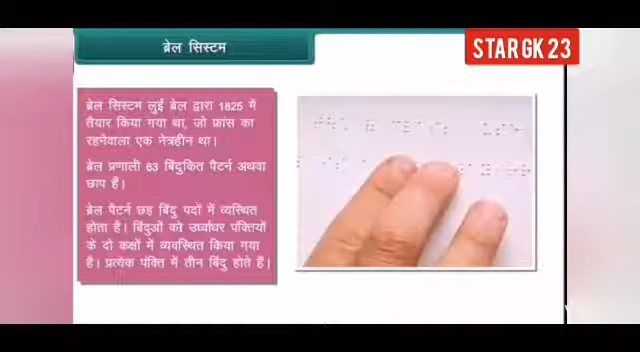 ब्रेल सिस्टम
STAR GK 23
ब्रेल सिस्टम लुई ब्रेल द्वारा 1825 में
तैयार किया गया था, जो फ्रांस का
रहनेवाला एक नेत्रहीन था।
ब्रेल प्रणाली 63 बिंदुकित पैटर्न अथवा
छाप हैं।
ब्रेल पैटर्न छह बिंदु पदों में व्यस्थित
होता है। बिंदुओं को उर्ध्वाधर पंक्तियों
के दो कक्षों में व्यवस्थित किया गया
है। प्रत्येक पंक्ति में तीन बिंदु होते हैं।